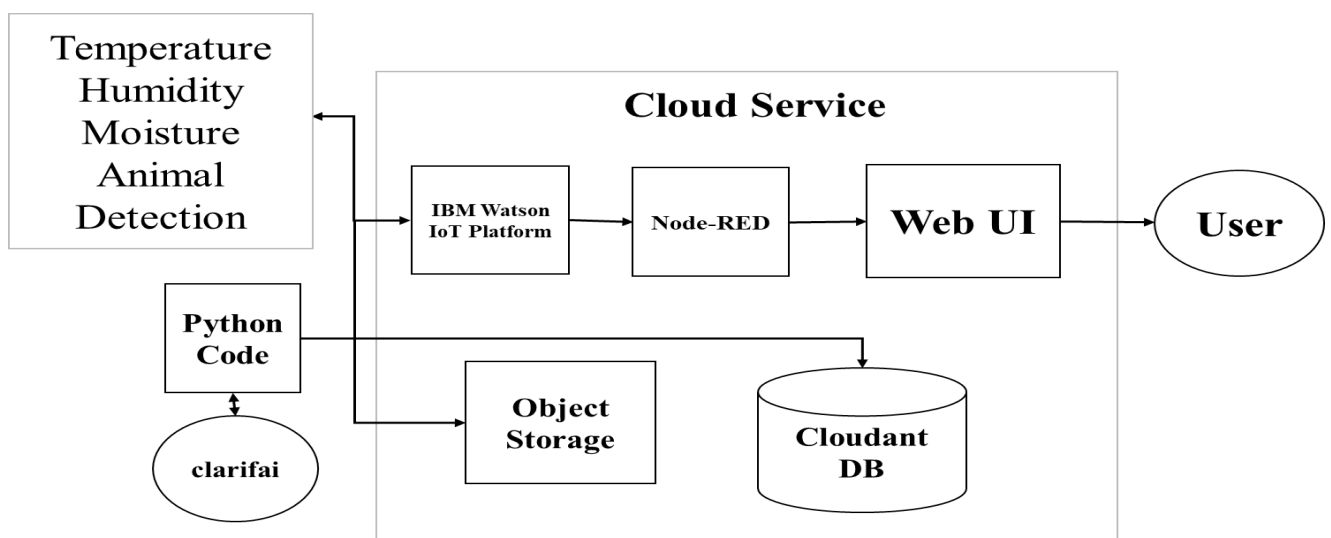 Temperature
Humidity
Moisture
Animal
Detection
Cloud Service
IBM Watson
IoT Platform
Node-RED
Web UI
User
Python
Code
Object
Storage
Cloudant
DB
clarifai